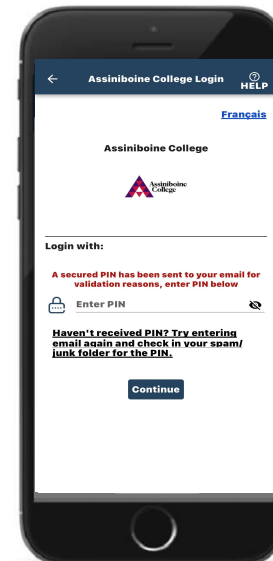 Assiniboine College Login
HELP
Français
Assiniboine College
Assiniboine
College
Login with:
A secured PIN has been sent to your email for
validation reasons, enter PIN below
Enter PIN
Haven't received PIN? Try entering
email again and check in your spam/
junk folder for the PIN.
Continue